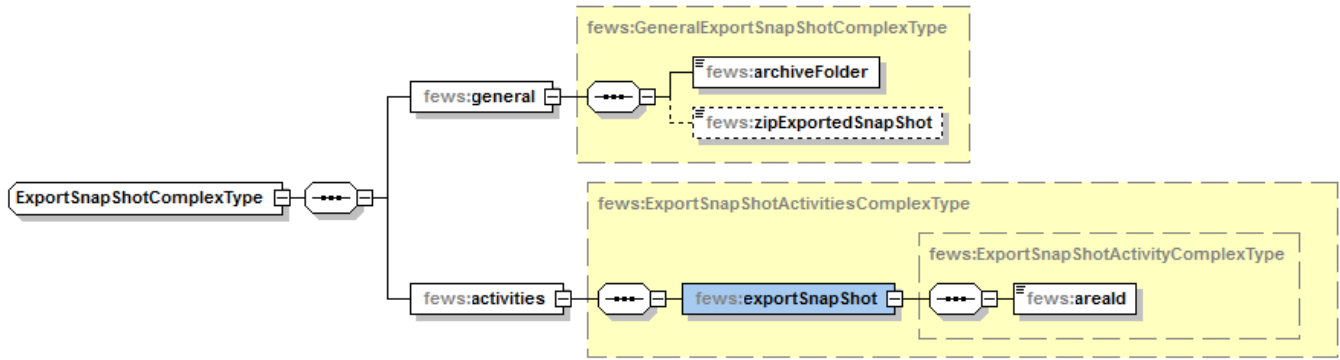 fews:GeneralExportSnapShotComplexType
fews:archiveFolder
fews:general
fews:zipExportedSnapShot
ExportSnapShotComplexType
fews:ExportSnapShotActivitiesComplexType
fews:ExportSnapShotActivityComplexType
fews:activities
fews:exportSnapShot
fews:areaId